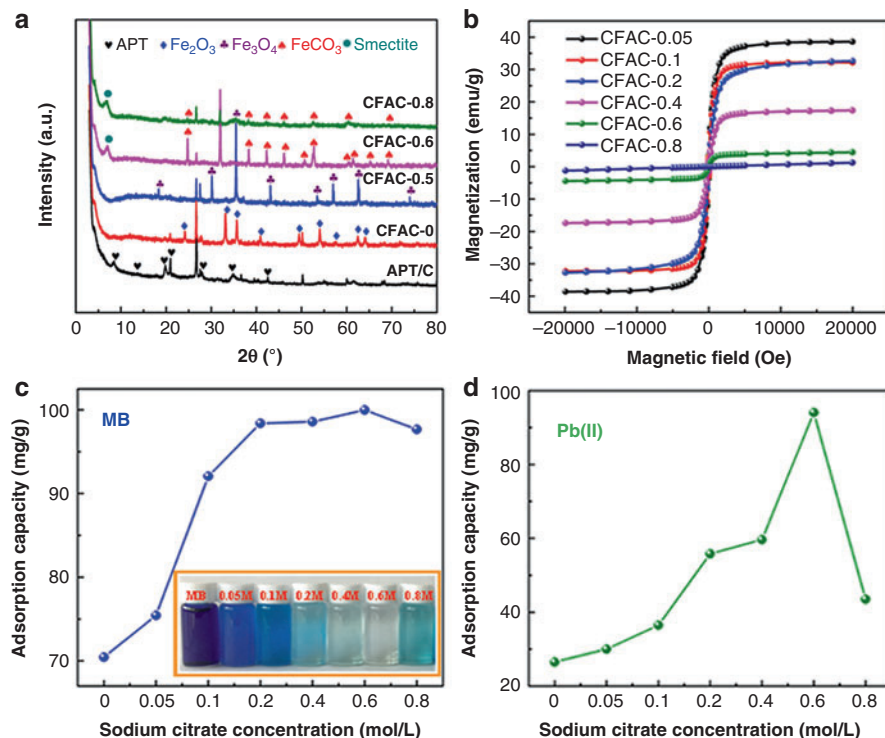 a
APT Fe₂O₃ Fe₃O₄ FeCO₃ Smectite
CFAC-0.8
CFAC-0.6
CFAC-0.5
CFAC-0
APT/C
Intensity (a.u.)
0 10 20 30 40 50 60 70 80
2θ (°)
b
CFAC-0.05
CFAC-0.1
CFAC-0.2
CFAC-0.4
CFAC-0.6
CFAC-0.8
Magnetization (emu/g)
40
30
20
10
0
−10
−15
−20
−30
−40
−20000 −10000 0 10000 20000
Magnetic field (Oe)
c
MB
Adsorption capacity (mg/g)
100
90
75
70
MB 0.05M 0.1M 0.2M 0.4M 0.6M 0.8M
0 0.05 0.1 0.2 0.4 0.6 0.8
Sodium citrate concentration (mol/L)
d
Pb(II)
Adsorption capacity (mg/g)
100
80
60
40
20
0 0.05 0.1 0.2 0.4 0.6 0.8
Sodium citrate concentration (mol/L)